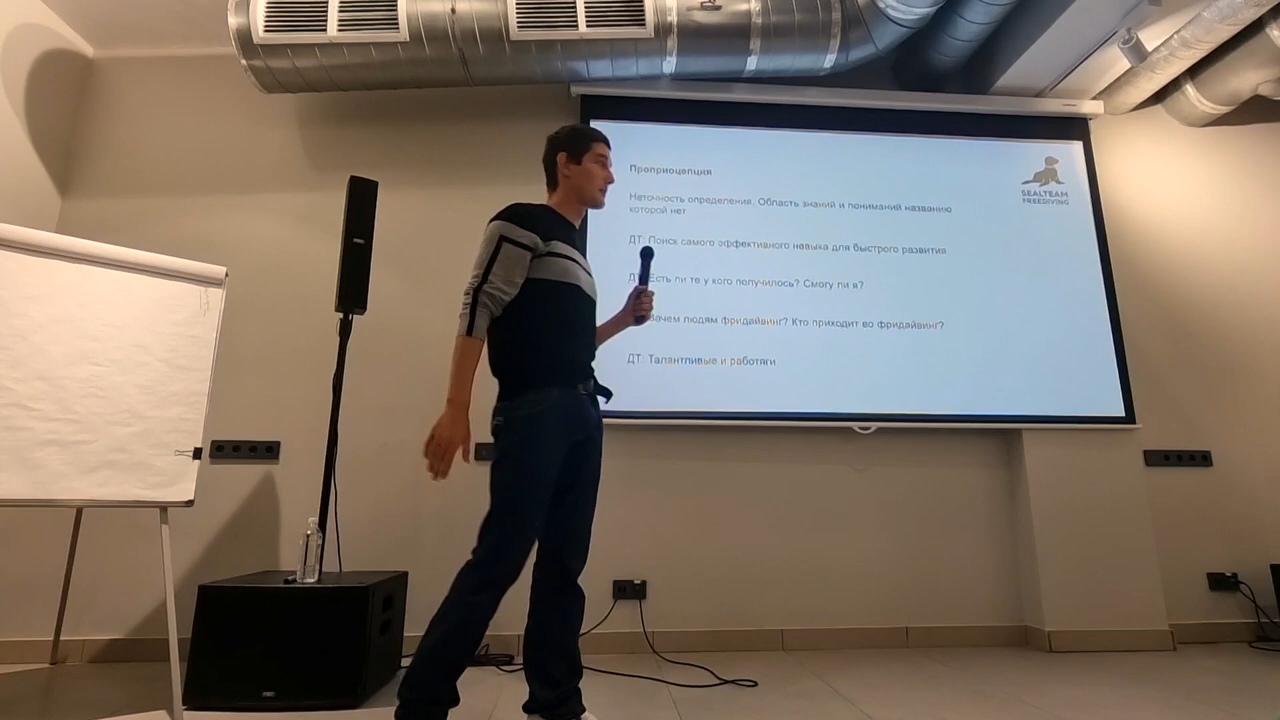 Проприоцепция
Неточность определения. Область знаний и пониманий названию
которой нет
ДТ: Поиск самого эффективного навыка для быстрого развития
ДТ: Есть ли те у кого получилось? Смогу ли я?
Зачем людям фридайвинг? Кто приходит во фридайвинг?
ДТ: Талантливые и работяги
SEALTEAM
FREEDIVING